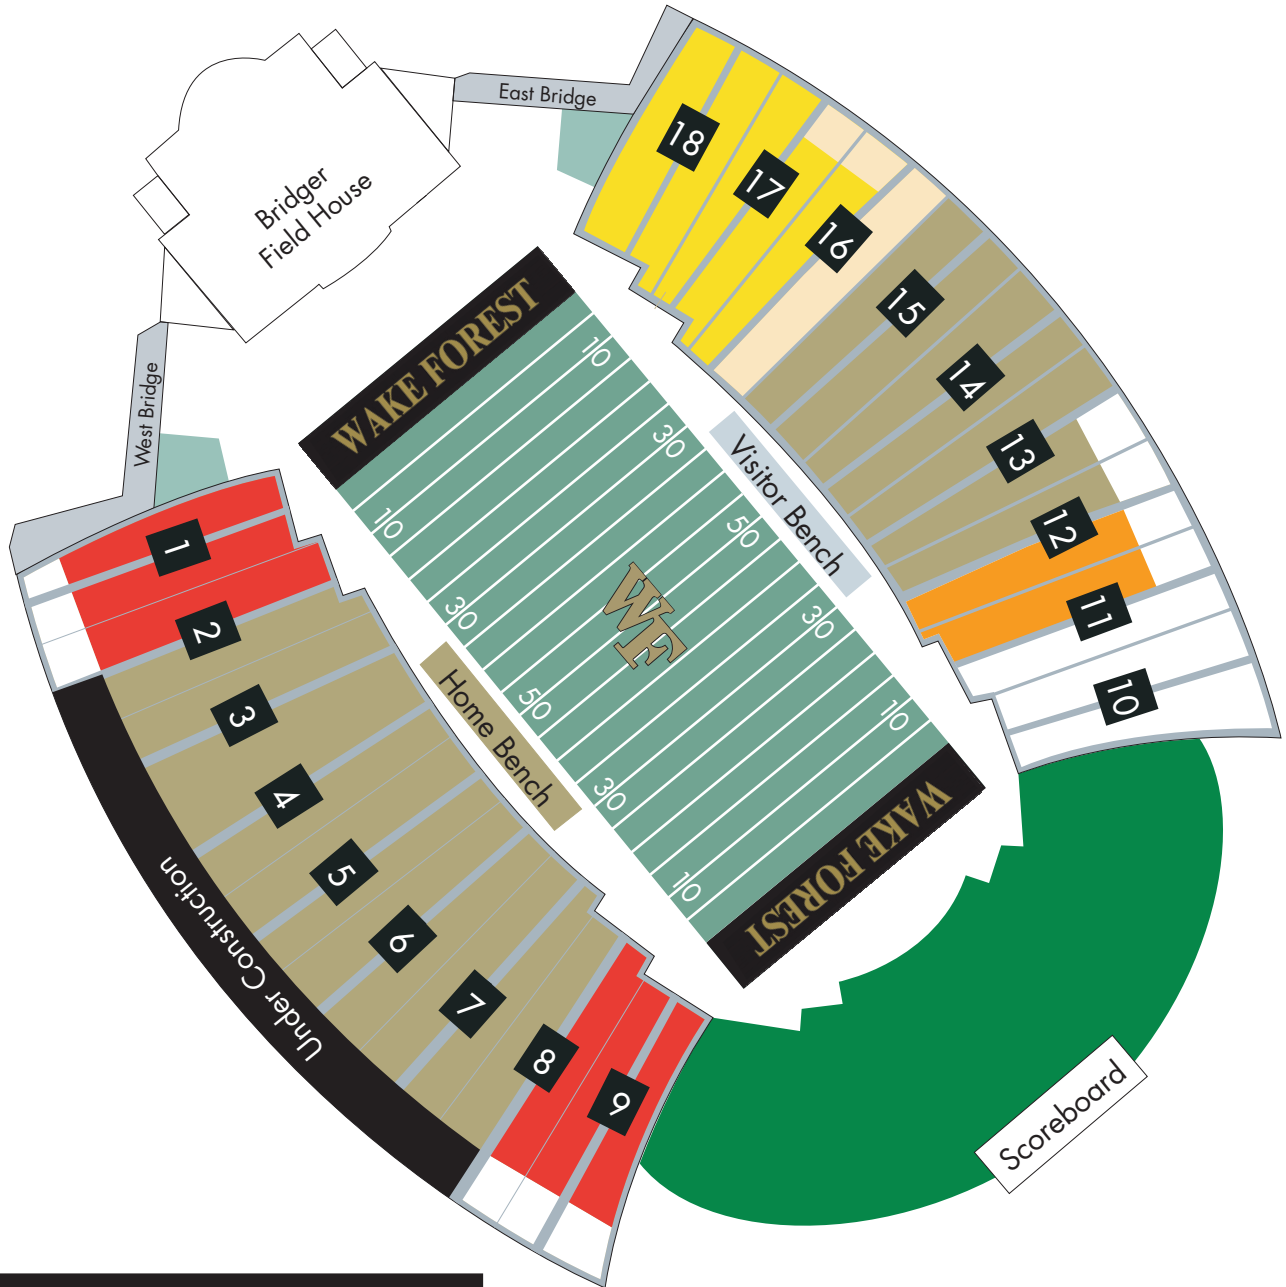 East Bridge
18
17
16
15
14
13
12
11
10
Bridger
Field House
West Bridge
WAKE FOREST
10
30
50
30
10
10
30
50
30
10
WF
WAKE FOREST
Visitor Bench
Home Bench
1
2
3
4
5
6
7
8
9
Under Construction
Scoreboard